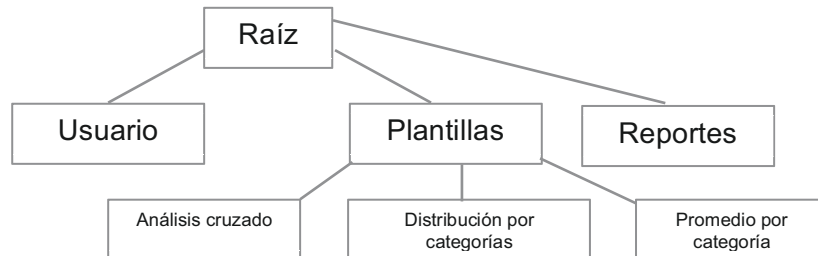 Raíz
Usuario
Plantillas
Reportes
Análisis cruzado
Distribución por
categorías
Promedio por
categoría